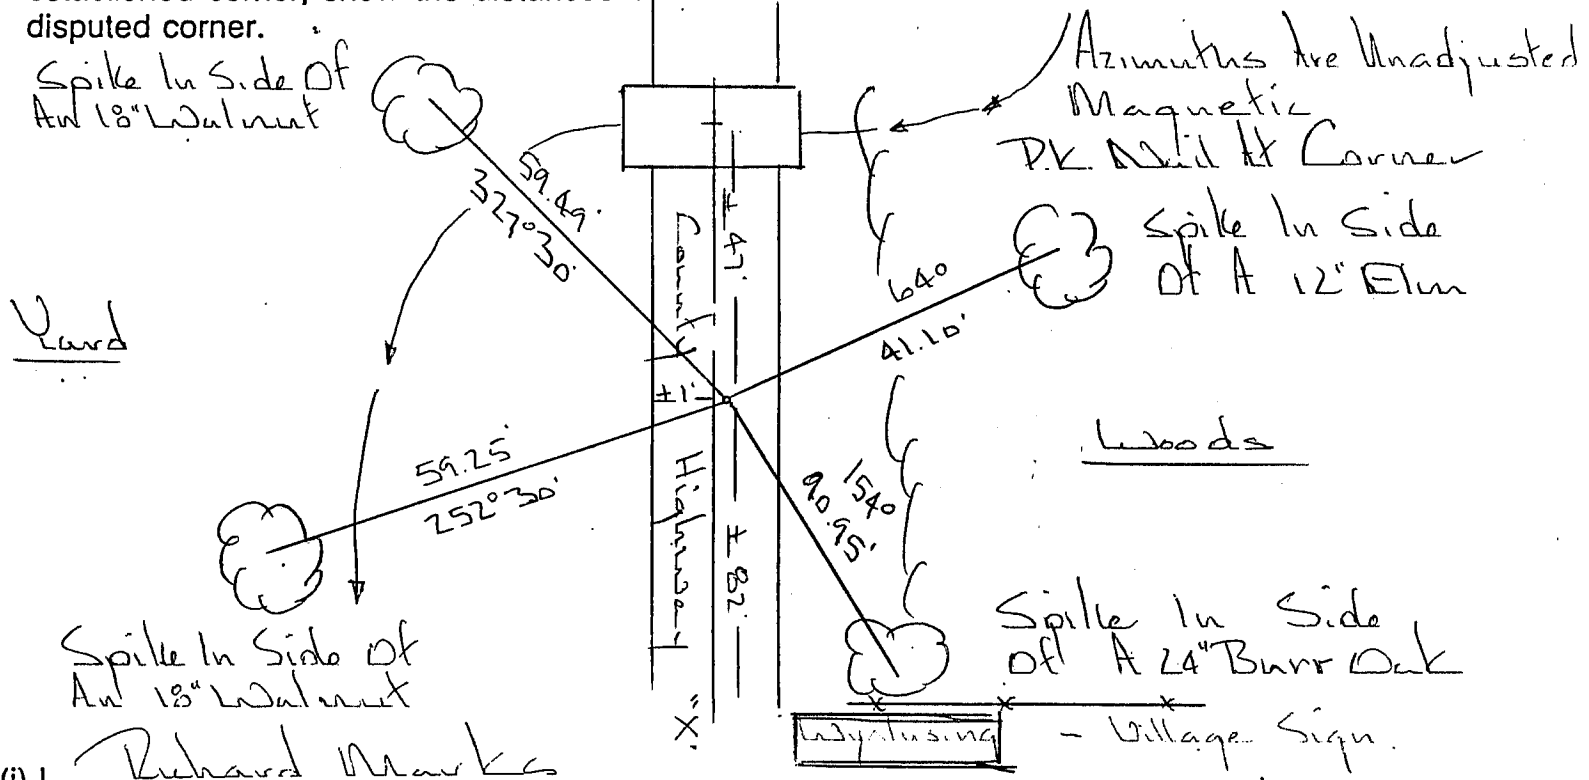 disputed corner.
Spike In Side Of
An 18" Walnut
Azimuths Are Unadjusted
Magnetic
P.K. Nail At Corner
59.49'
327°30'
± 47'
Spike In Side
Of A 12" Elm
64°
41.10'
Yard
County Highway "X"
±1'
Woods
59.25'
252°30'
154°
90.95'
± 82'
Spike In Side Of
An 18" Walnut
Spike In Side
Of A 24" Burr Oak
Wyalusing - Village Sign.
Richard Marks